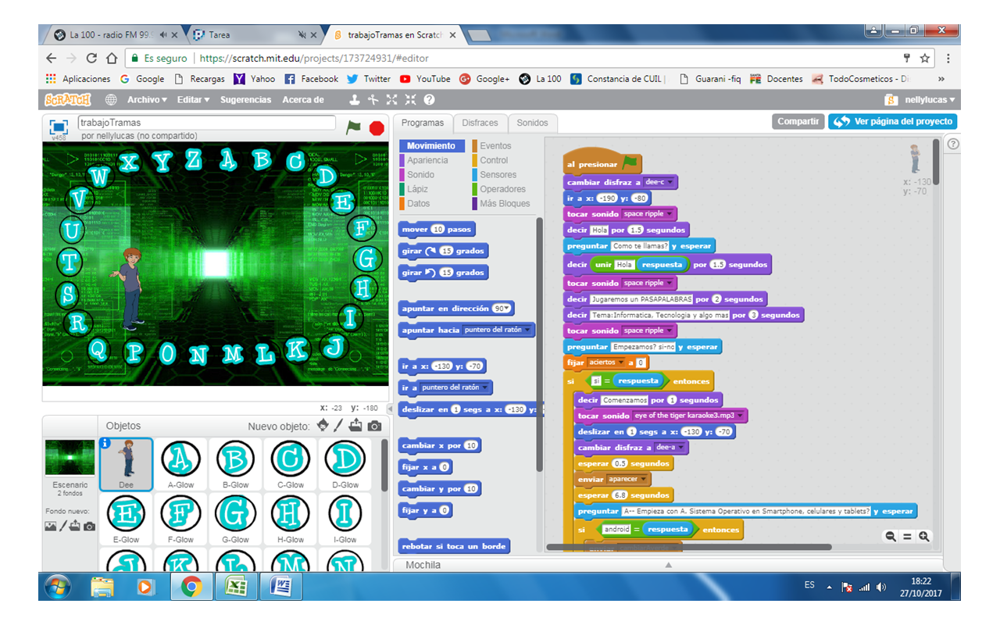 La 100 - radio FM 99.
Tarea
trabajoTramas en Scratch
Es seguro | https://scratch.mit.edu/projects/173724931/#editor
Aplicaciones Google Recargas Yahoo Facebook Twitter YouTube Google+ La 100 Constancia de CUIL | Guarani -fiq Docentes TodoCosmeticos - Di »
SCRATCH Archivo Editar Sugerencias Acerca de nellylucas
trabajoTramas
v458 por nellylucas (no compartido)
Programas Disfraces Sonidos
Compartir Ver página del proyecto
W X Y Z A B C D E F G H I J K L M N O P Q R S T U V
Movimiento Eventos
Apariencia Control
Sonido Sensores
Lápiz Operadores
Datos Más Bloques
mover 10 pasos
girar 15 grados
girar 15 grados
apuntar en dirección 90
apuntar hacia puntero del ratón
ir a x: -130 y: -70
ir a puntero del ratón
deslizar en 1 segs a x: -130 y:
cambiar x por 10
fijar x a 0
cambiar y por 10
fijar y a 0
rebotar si toca un borde
al presionar
cambiar disfraz a dee-c
ir a x: -190 y: -80
tocar sonido space ripple
decir Hola por 1.5 segundos
preguntar Como te llamas? y esperar
decir unir Hola respuesta por 1.5 segundos
tocar sonido space ripple
decir Jugaremos un PASAPALABRAS por 2 segundos
decir Tema:Informatica, Tecnologia y algo mas por 3 segundos
tocar sonido space ripple
preguntar Empezamos? si-no y esperar
fijar aciertos a 0
si si = respuesta entonces
decir Comenzamos por 1 segundos
tocar sonido eye of the tiger karaoke3.mp3
deslizar en 1 segs a x: -130 y: -70
cambiar disfraz a dee-a
esperar 0.5 segundos
enviar aparecer
esperar 6.8 segundos
preguntar A-- Empieza con A. Sistema Operativo en Smartphone, celulares y tablets? y esperar
si android = respuesta entonces
x: -130
y: -70
x: -23 y: -180
Objetos Nuevo objeto:
Escenario
2 fondos
Fondo nuevo:
Dee A-Glow B-Glow C-Glow D-Glow
E-Glow F-Glow G-Glow H-Glow I-Glow
Mochila
ES 18:22
27/10/2017